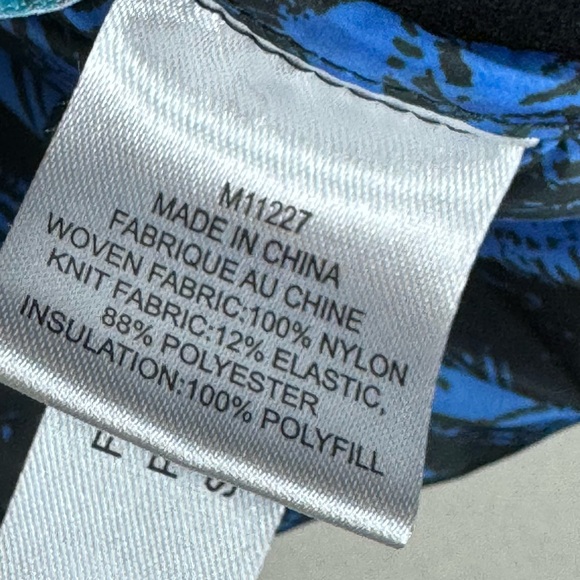 M11227
MADE IN CHINA
FABRIQUE AU CHINE
WOVEN FABRIC:100% NYLON
KNIT FABRIC:12% ELASTIC,
88% POLYESTER
INSULATION:100% POLYFILL